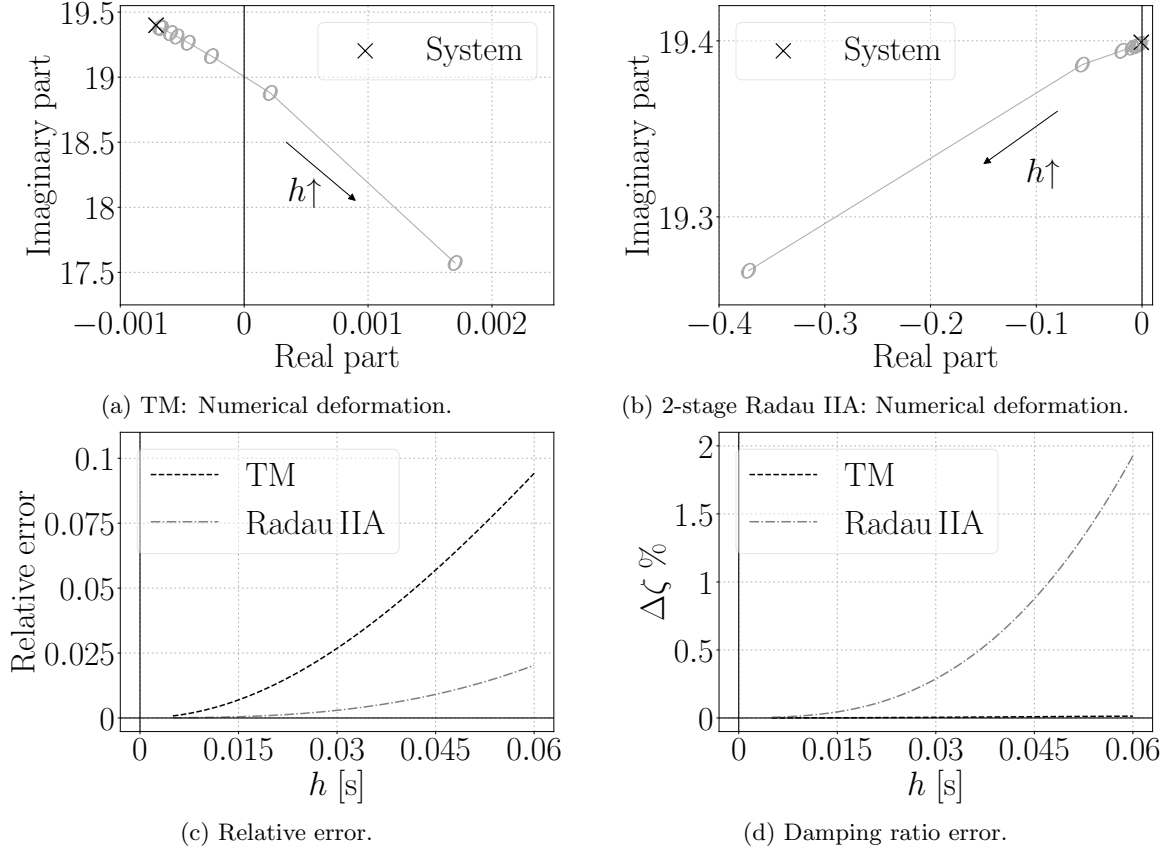 19.5
19
18.5
18
17.5
Imaginary part
System
h↑
−0.001
0
0.001
0.002
Real part
(a) TM: Numerical deformation.
19.4
19.3
Imaginary part
System
h↑
−0.4
−0.3
−0.2
−0.1
0
Real part
(b) 2-stage Radau IIA: Numerical deformation.
0.1
0.075
0.05
0.025
0
Relative error
TM
Radau IIA
0
0.015
0.03
0.045
0.06
h [s]
(c) Relative error.
2
1.5
1
0.5
0
Δζ %
TM
Radau IIA
0
0.015
0.03
0.045
0.06
h [s]
(d) Damping ratio error.